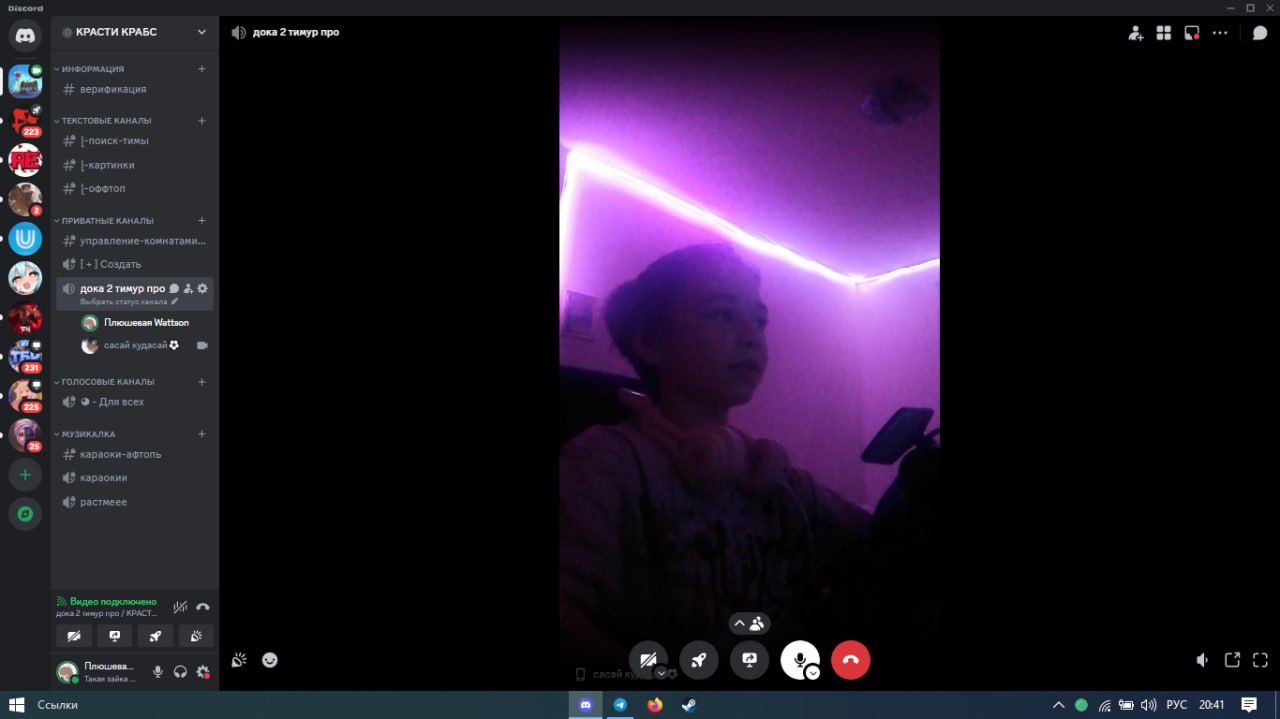 Discord
КРАСТИ КРАБС
ИНФОРМАЦИЯ
верификация
ТЕКСТОВЫЕ КАНАЛЫ
[-поиск-тимы
[-картинки
[-оффтоп
ПРИВАТНЫЕ КАНАЛЫ
управление-комнатами...
[ + ] Создать
дока 2 тимур про
Выбрать статус канала
Плюшевая Wattson
сасай кудасай
ГОЛОСОВЫЕ КАНАЛЫ
- Для всех
МУЗИКАЛКА
караоки-афтопь
караокии
растмеее
223
2
231
225
25
Видео подключено
дока 2 тимур про / КРАСТ...
Плюшева...
Такая зайка ...
дока 2 тимур про
сасай куд
Ссылки
РУС
20:41